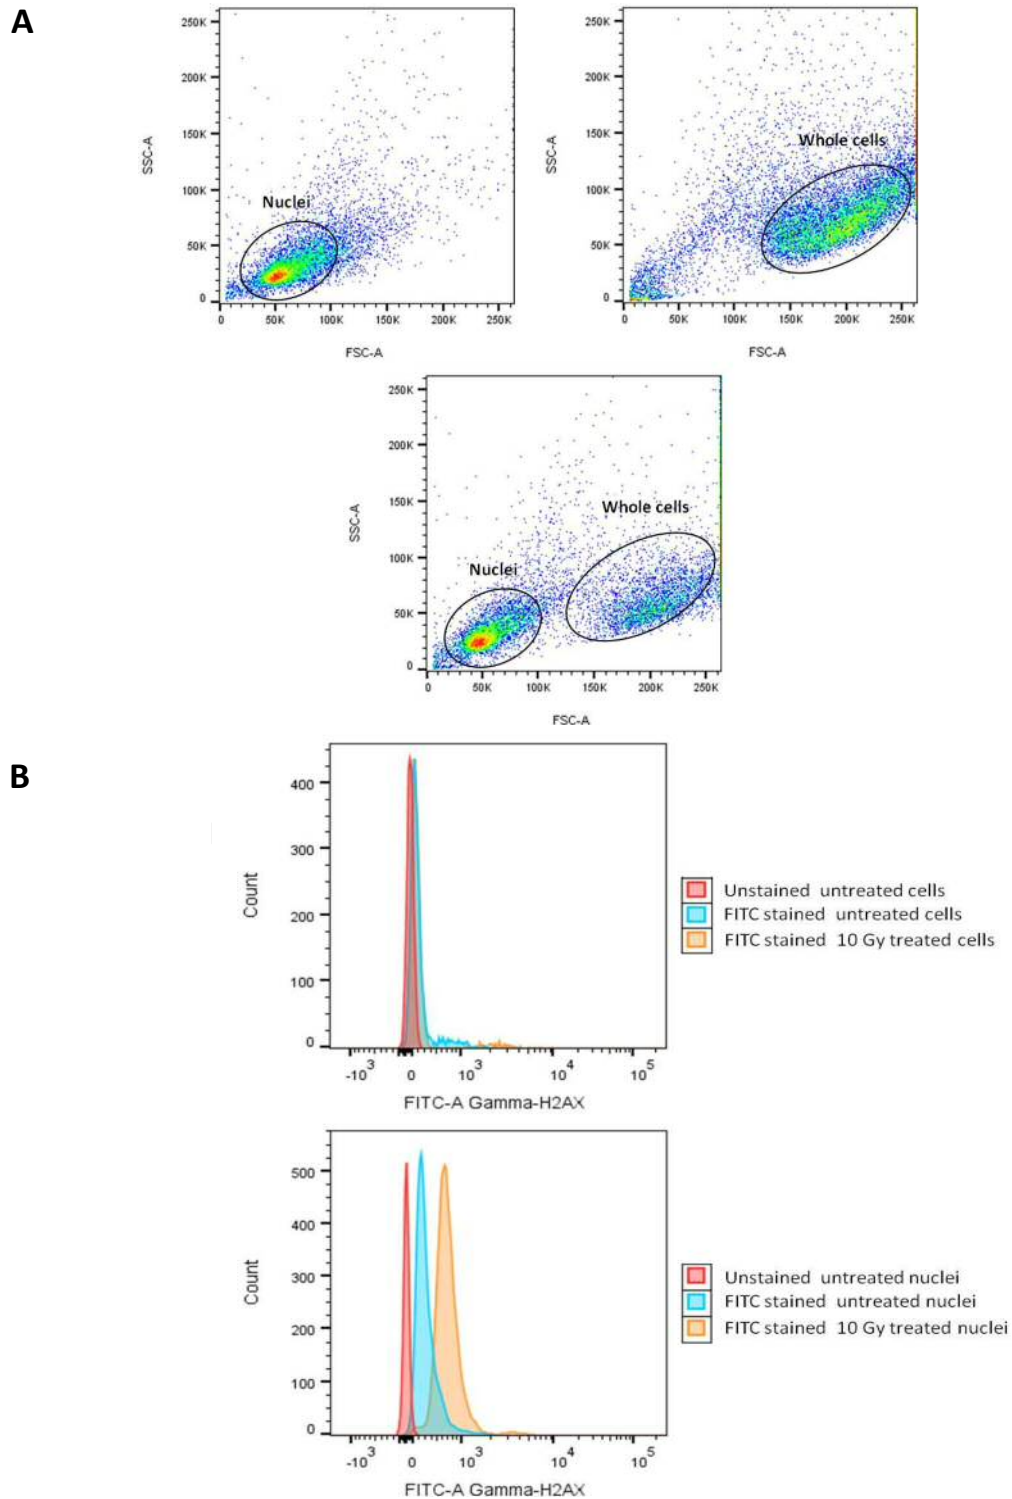 A
250K
200K
150K
100K
50K
0
SSC-A
Nuclei
0 50K 100K 150K 200K 250K
FSC-A
250K
200K
150K
100K
50K
0
SSC-A
Whole cells
0 50K 100K 150K 200K 250K
FSC-A
250K
200K
150K
100K
50K
0
SSC-A
Whole cells
Nuclei
0 50K 100K 150K 200K 250K
FSC-A
B
400
300
200
100
0
Count
-10³ 0 10³ 10⁴ 10⁵
FITC-A Gamma-H2AX
Unstained untreated cells
FITC stained untreated cells
FITC stained 10 Gy treated cells
500
400
300
200
100
0
Count
-10³ 0 10³ 10⁴ 10⁵
FITC-A Gamma-H2AX
Unstained untreated nuclei
FITC stained untreated nuclei
FITC stained 10 Gy treated nuclei